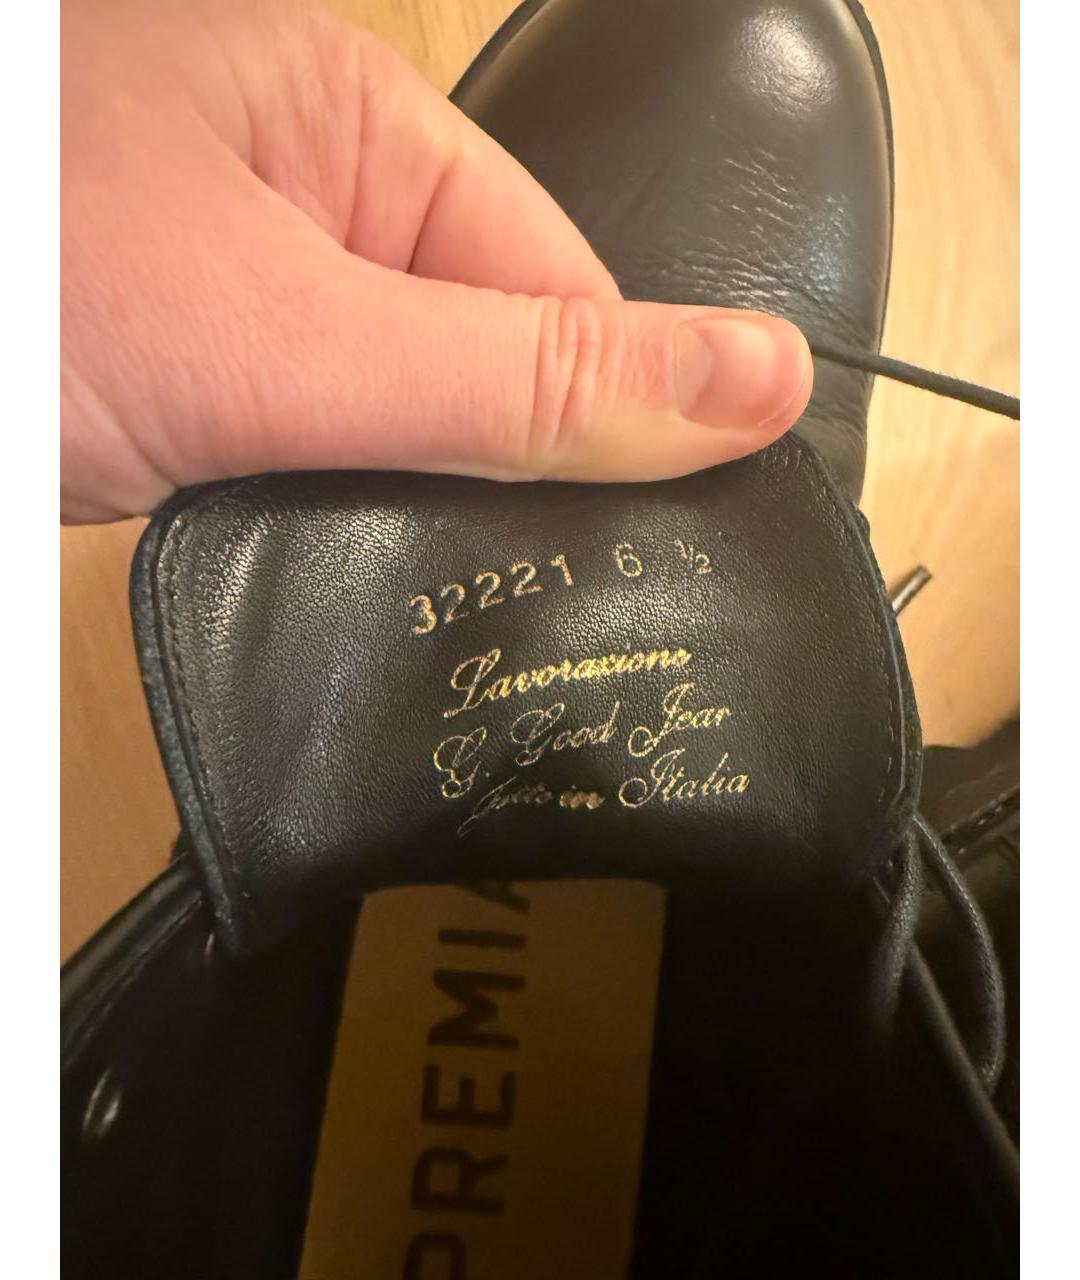 32221 6 ½
Lavorazione
G. Good Jear
Fatto in Italia
PREMIA